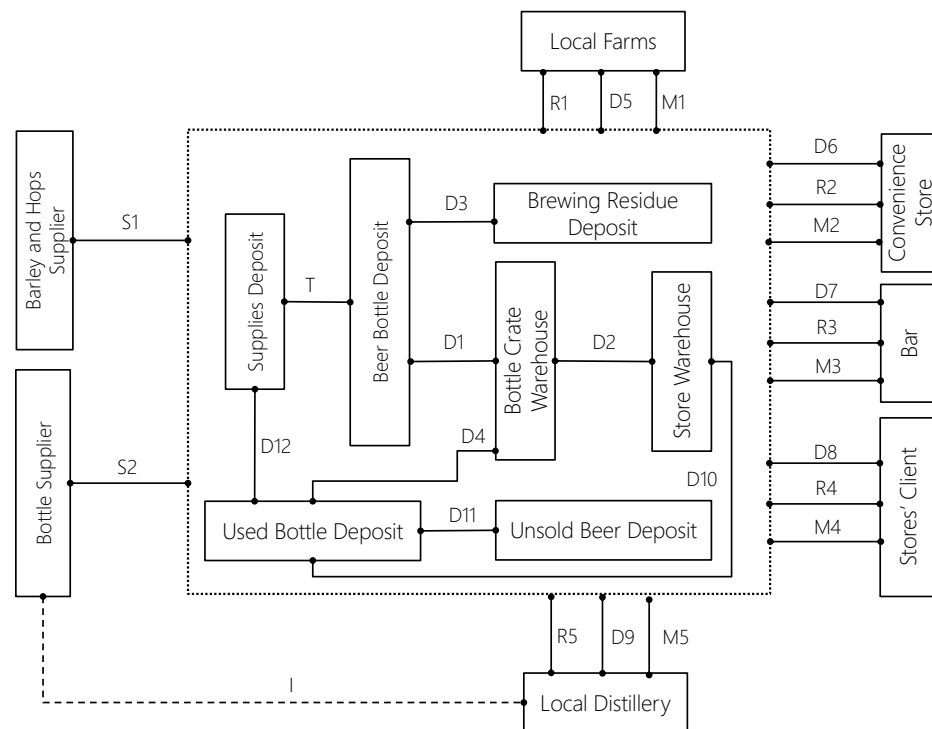 Local Farms
R1
D5
M1
Barley and Hops
Supplier
S1
Supplies Deposit
T
Beer Bottle Deposit
D3
Brewing Residue
Deposit
D1
Bottle Crate
Warehouse
D2
Store Warehouse
D6
R2
M2
Convenience
Store
D7
R3
M3
Bar
D8
R4
M4
Stores' Client
Bottle Supplier
S2
D12
D4
D10
Used Bottle Deposit
D11
Unsold Beer Deposit
R5
D9
M5
I
Local Distillery